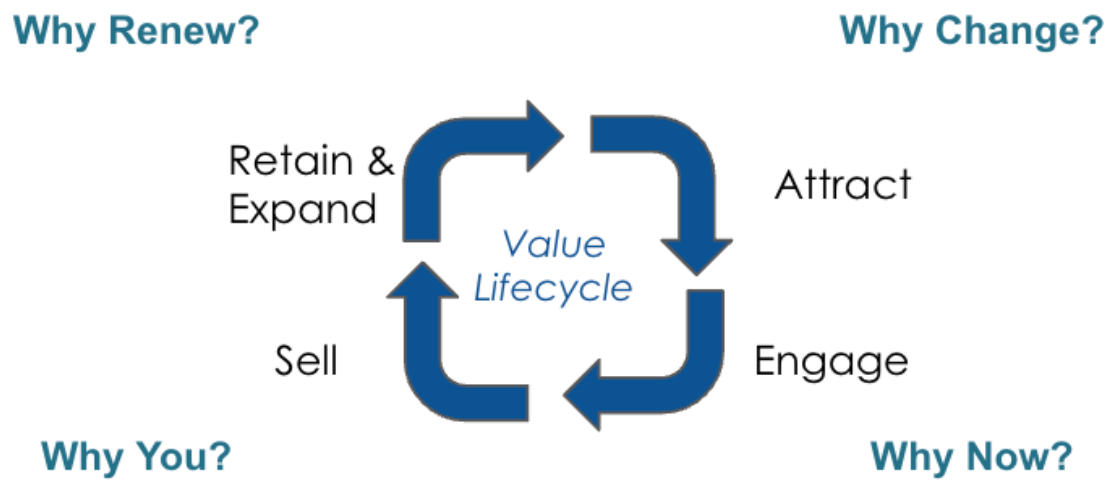 Why Renew?
Why Change?
Retain &
Expand
Attract
Value
Lifecycle
Sell
Engage
Why You?
Why Now?